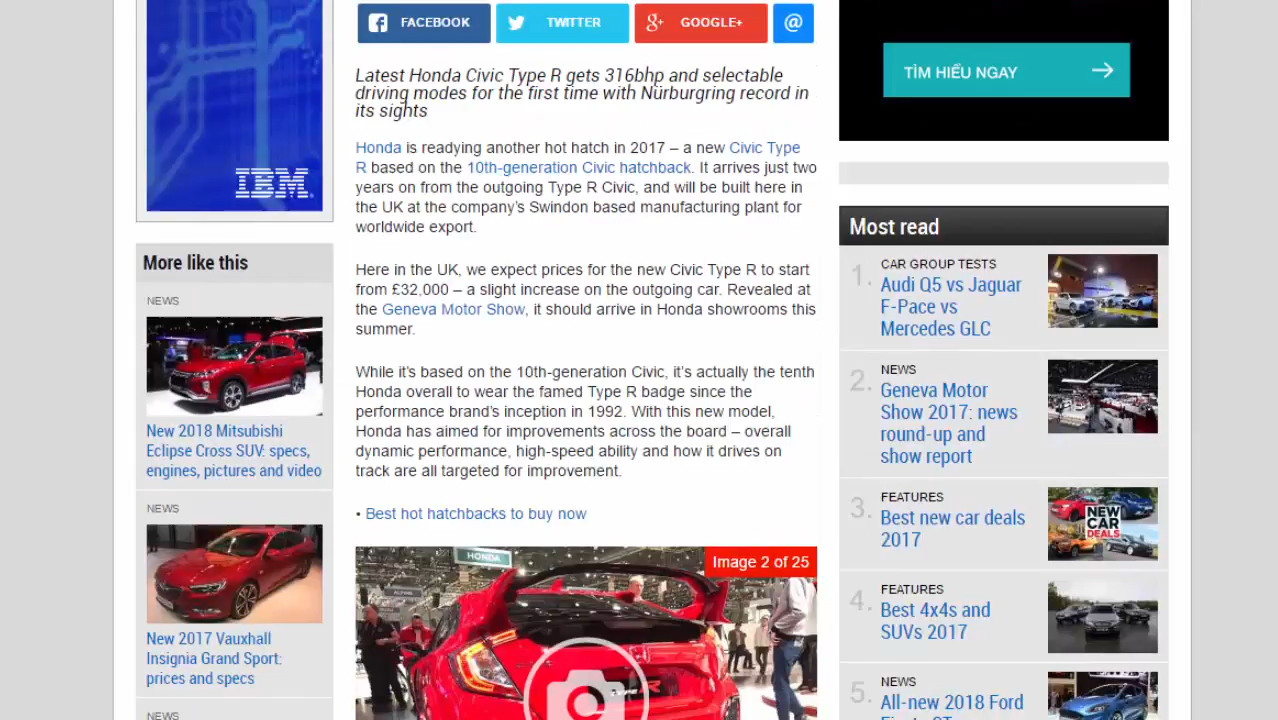 FACEBOOK
TWITTER
GOOGLE+
@
Latest Honda Civic Type R gets 316bhp and selectable
driving modes for the first time with Nürburgring record in
its sights
Honda is readying another hot hatch in 2017 – a new Civic Type
R based on the 10th-generation Civic hatchback. It arrives just two
years on from the outgoing Type R Civic, and will be built here in
the UK at the company's Swindon based manufacturing plant for
worldwide export.
Here in the UK, we expect prices for the new Civic Type R to start
from £32,000 – a slight increase on the outgoing car. Revealed at
the Geneva Motor Show, it should arrive in Honda showrooms this
summer.
While it's based on the 10th-generation Civic, it's actually the tenth
Honda overall to wear the famed Type R badge since the
performance brand's inception in 1992. With this new model,
Honda has aimed for improvements across the board – overall
dynamic performance, high-speed ability and how it drives on
track are all targeted for improvement.
• Best hot hatchbacks to buy now
Image 2 of 25
HONDA
TYPE R
IBM
More like this
NEWS
New 2018 Mitsubishi
Eclipse Cross SUV: specs,
engines, pictures and video
NEWS
New 2017 Vauxhall
Insignia Grand Sport:
prices and specs
NEWS
TÌM HIỂU NGAY
Most read
1.
CAR GROUP TESTS
Audi Q5 vs Jaguar
F-Pace vs
Mercedes GLC
2.
NEWS
Geneva Motor
Show 2017: news
round-up and
show report
3.
FEATURES
Best new car deals
2017
NEW
CAR
DEALS
4.
FEATURES
Best 4x4s and
SUVs 2017
5.
NEWS
All-new 2018 Ford
Fiesta ST